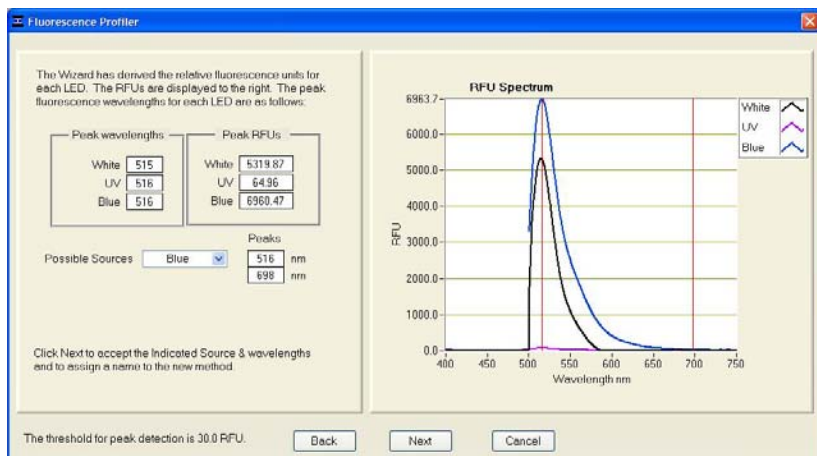 Fluorescence Profiler
The Wizard has derived the relative fluorescence units for
each LED. The RFUs are displayed to the right. The peak
fluorescence wavelengths for each LED are as follows:
Peak wavelengths
Peak RFUs
White 515
UV 516
Blue 516
White 5319.87
UV 64.96
Blue 6960.47
Possible Sources Blue
Peaks
516 nm
698 nm
Click Next to accept the Indicated Source & wavelengths
and to assign a name to the new method.
RFU Spectrum
6963.7
6000.0
5000.0
4000.0
3000.0
2000.0
1000.0
0.0
RFU
400 450 500 550 600 650 700 750
Wavelength nm
White
UV
Blue
The threshold for peak detection is 30.0 RFU.
Back
Next
Cancel